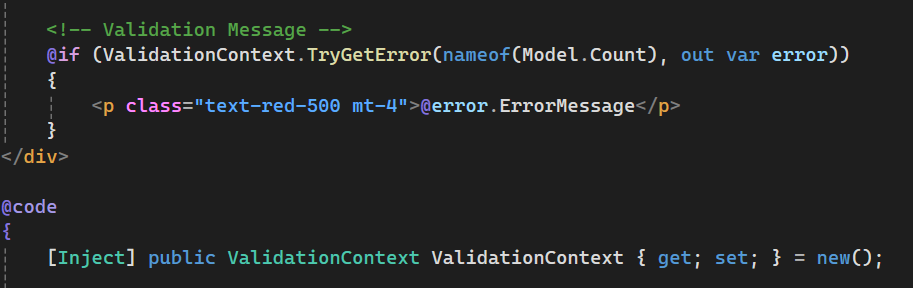 <!-- Validation Message -->
@if (ValidationContext.TryGetError(nameof(Model.Count), out var error))
{
<p class="text-red-500 mt-4">@error.ErrorMessage</p>
}
</div>
@code
{
[Inject] public ValidationContext ValidationContext { get; set; } = new();